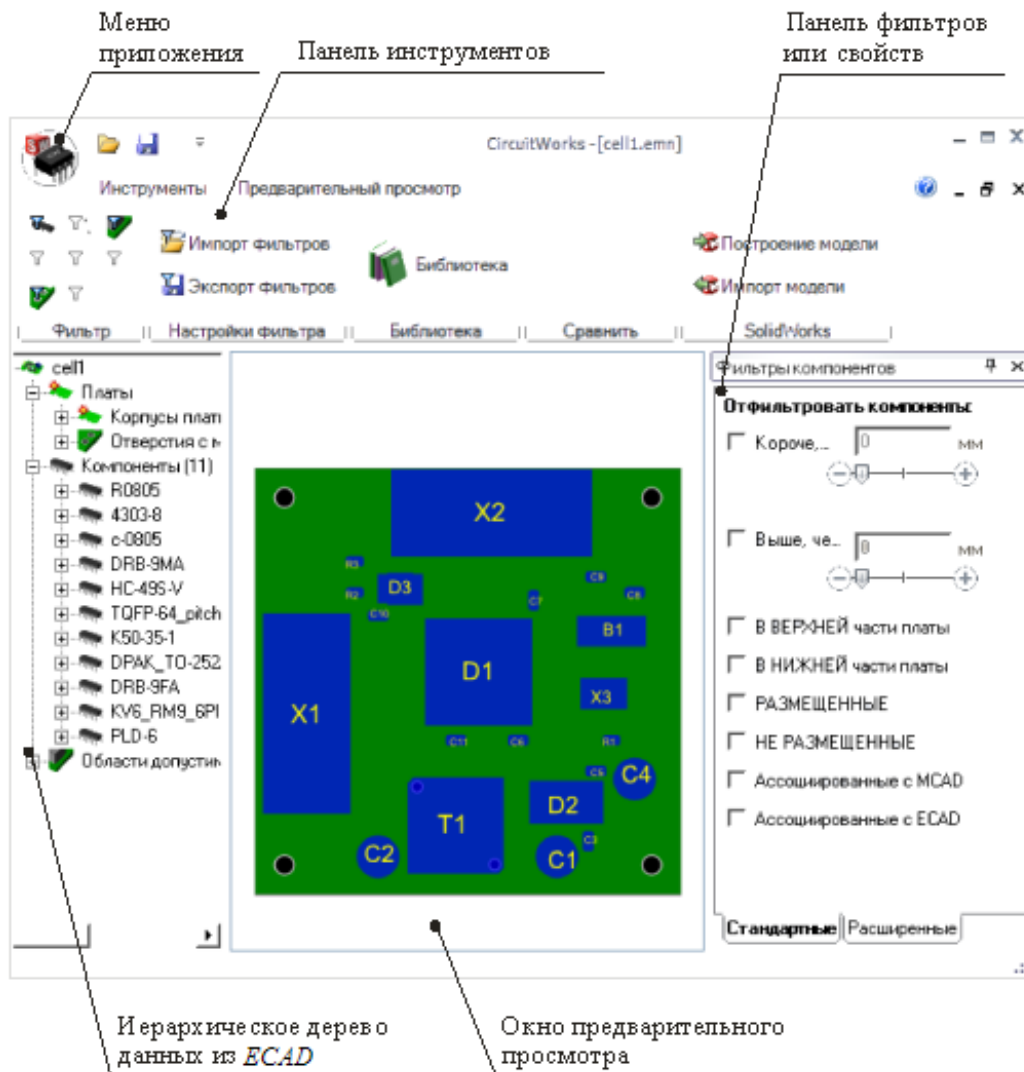 Меню
приложения
Панель инструментов
Панель фильтров
или свойств
CircuitWorks - [cell1.emn]
Инструменты Предварительный просмотр
Импорт фильтров
Экспорт фильтров
Библиотека
Построение модели
Импорт модели
Фильтр
Настройки фильтра
Библиотека
Сравнить
SolidWorks
cell1
Платы
Корпусы плат
Отверстия с м
Компоненты (11)
R0805
4303-8
c-0805
DRB-9MA
HC-49S-V
TQFP-64_pitch
K50-35-1
DPAK_TO-252
DRB-9FA
KV6_RM9_6PI
PLD-6
Области допустим
X2
R3
D3
R2
C10
C7
C9
C8
B1
D1
X3
X1
C11
C6
R1
C5
C4
D2
T1
C3
C2
C1
Фильтры компонентов
Отфильтровать компоненты:
Короче,...
0
мм
Выше, че...
0
мм
В ВЕРХНЕЙ части платы
В НИЖНЕЙ части платы
РАЗМЕЩЕННЫЕ
НЕ РАЗМЕЩЕННЫЕ
Ассоциированные с MCAD
Ассоциированные с ECAD
Стандартные
Расширенные
Иерархическое дерево
данных из ECAD
Окно предварительного
просмотра